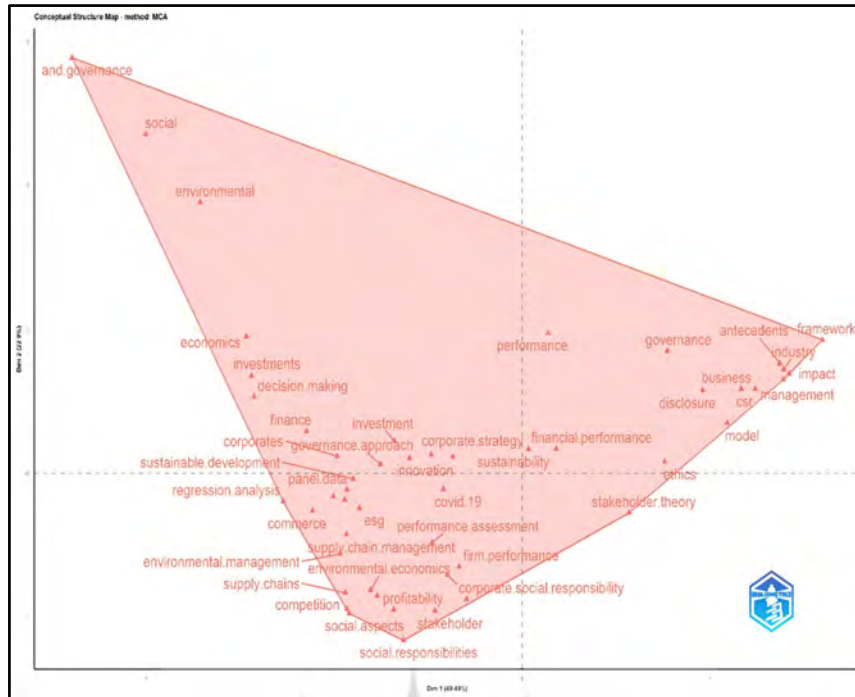 Conceptual Structure Map - method: MCA
and.governance
social
environmental
economics
performance
governance
antecedents
framework
industry
investments
impact
decision.making
business
management
disclosure
csr
finance
model
investment
corporates
governance.approach
corporate.strategy
financial.performance
sustainable.development
innovation
sustainability
ethics
panel.data
regression.analysis
covid.19
stakeholder.theory
commerce
esg
performance.assessment
supply.chain.management
environmental.management
firm.performance
environmental.economics
supply.chains
corporate.social.responsibility
competition
profitability
social.aspects
stakeholder
social.responsibilities